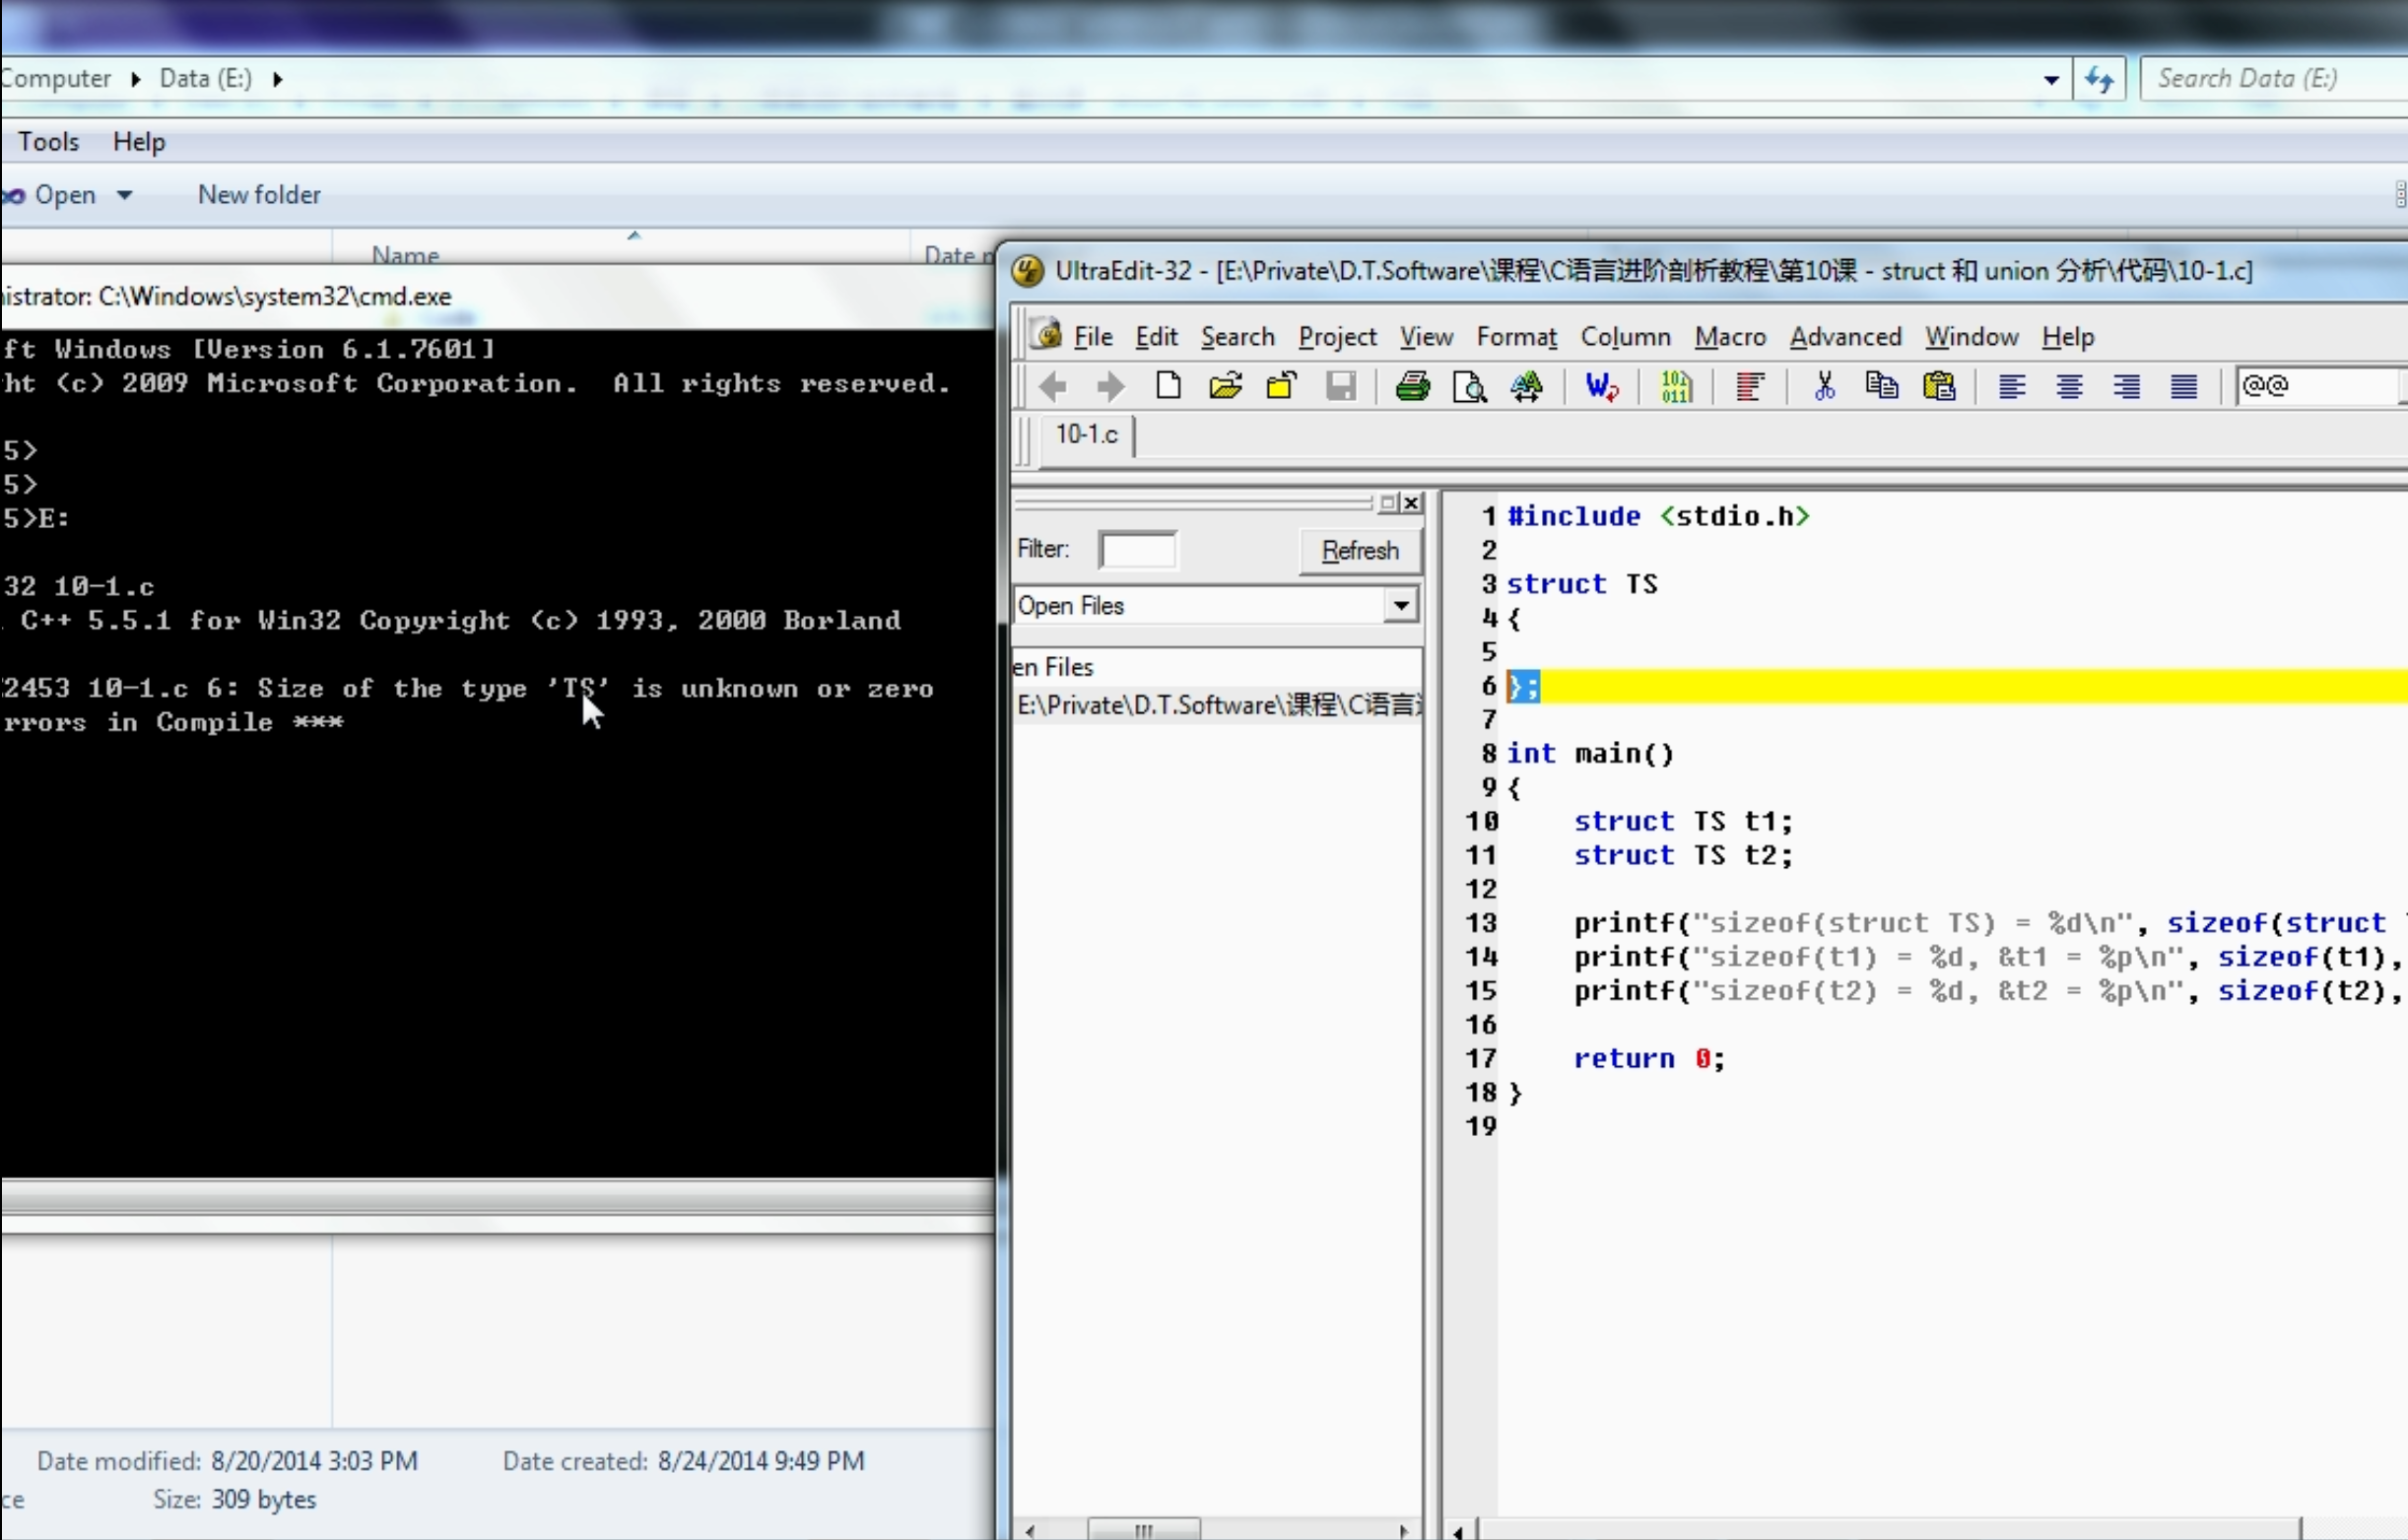 Computer Data (E:)
Search Data (E:)
Tools Help
Open New folder
Name
UltraEdit-32 - [E:\Private\D.T.Software\课程\C语言进阶剖析教程\第10课 - struct 和 union 分析\代码\10-1.c]
istrator: C:\Windows\system32\cmd.exe
ft Windows [Version 6.1.7601]
ht (c) 2009 Microsoft Corporation. All rights reserved.
5>
5>
5>E:
32 10-1.c
C++ 5.5.1 for Win32 Copyright (c) 1993, 2000 Borland
2453 10-1.c 6: Size of the type 'TS' is unknown or zero
rrors in Compile ***
File Edit Search Project View Format Column Macro Advanced Window Help
@@
10-1.c
Filter: Refresh
Open Files
en Files
E:\Private\D.T.Software\课程\C语言
1 #include <stdio.h>
2
3 struct TS
4 {
5
6 };
7
8 int main()
9 {
10 struct TS t1;
11 struct TS t2;
12
13 printf("sizeof(struct TS) = %d\n", sizeof(struct
14 printf("sizeof(t1) = %d, &t1 = %p\n", sizeof(t1),
15 printf("sizeof(t2) = %d, &t2 = %p\n", sizeof(t2),
16
17 return 0;
18 }
19
Date modified: 8/20/2014 3:03 PM Date created: 8/24/2014 9:49 PM
ce Size: 309 bytes